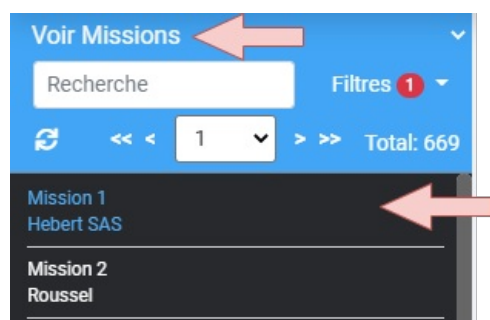 Voir Missions
Recherche Filtres 1
<< < 1 > >> Total: 669
Mission 1
Hebert SAS
Mission 2
Roussel